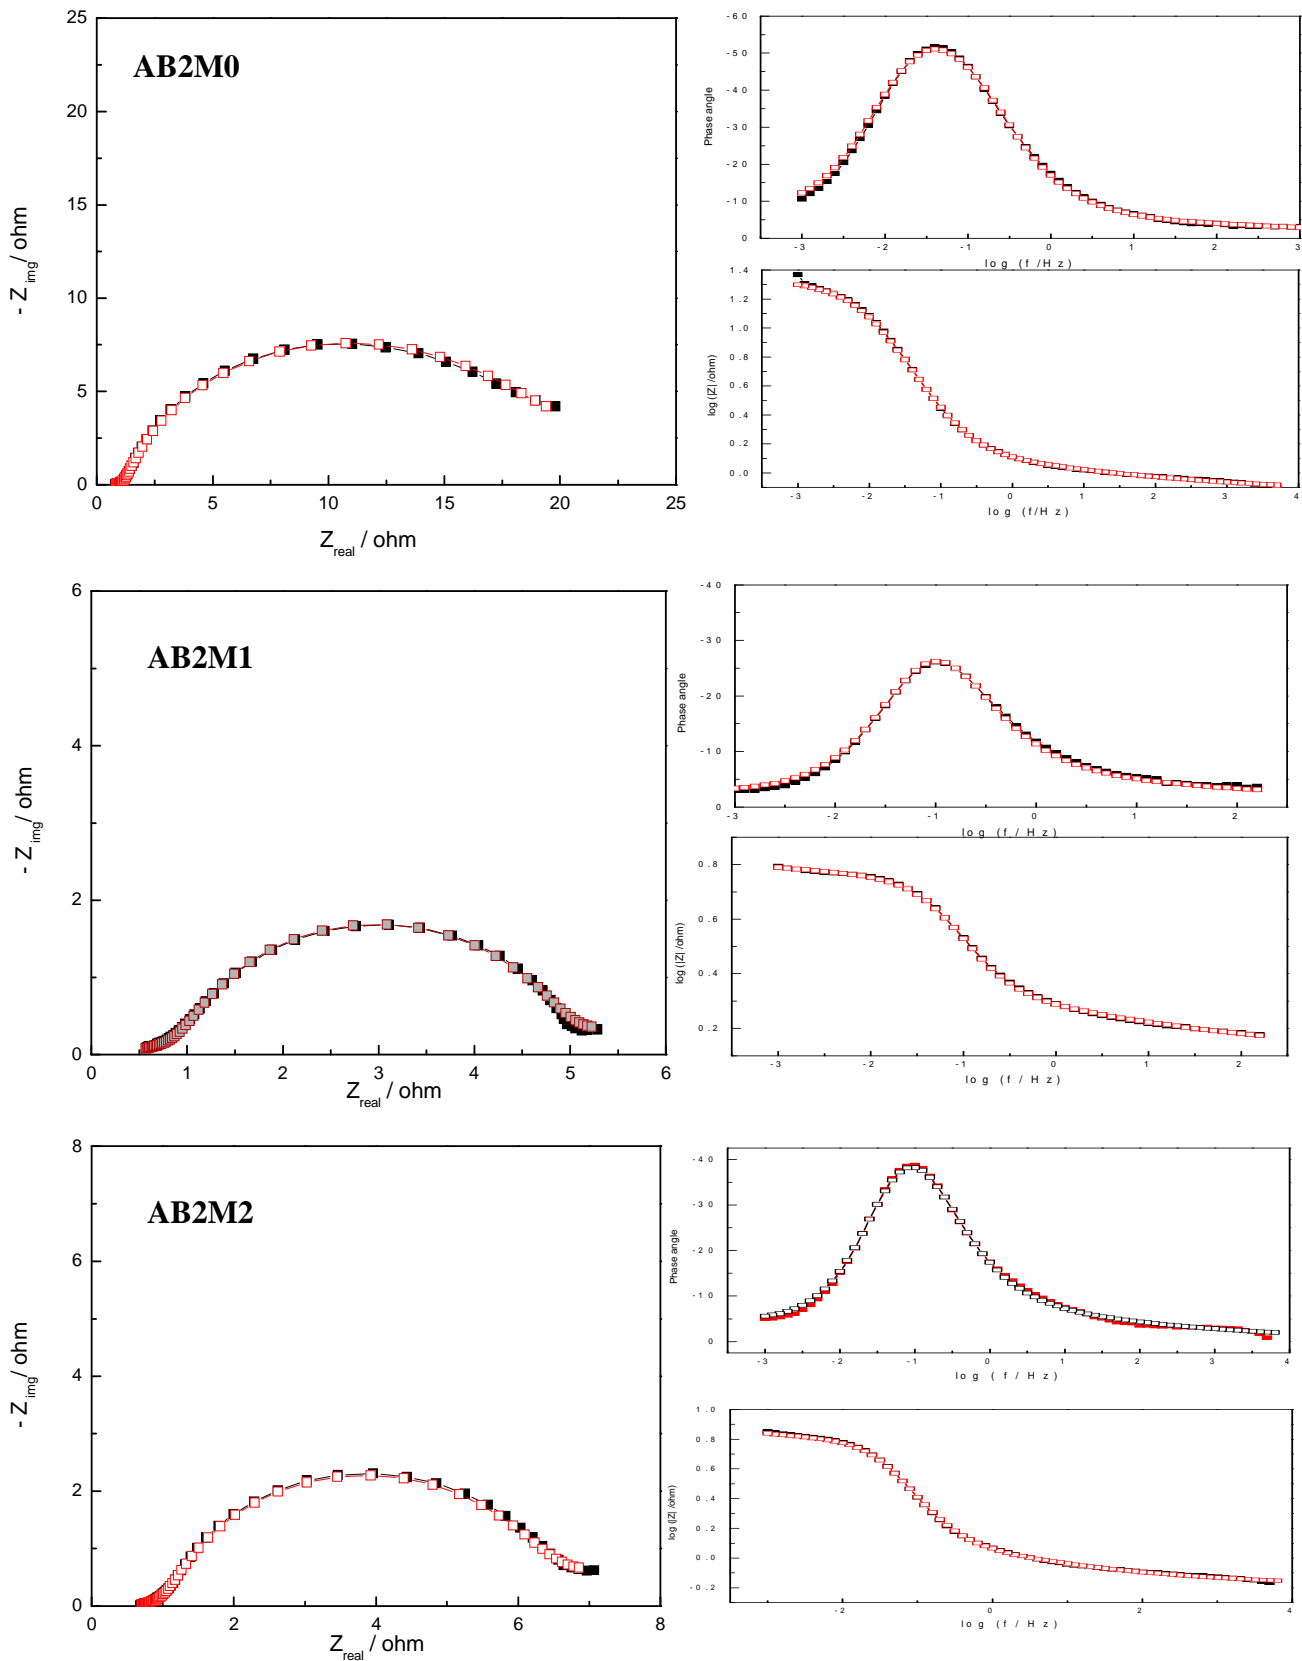 AB2M0
25
20
15
10
5
0
- Z img / ohm
0 5 10 15 20 25
Z real / ohm
-60
-50
-40
-30
-20
-10
0
Phase angle
-3 -2 -1 0 1 2 3
log (f /Hz)
1.4
1.2
1.0
0.8
0.6
0.4
0.2
0.0
log (|Z| /ohm)
-3 -2 -1 0 1 2 3 4
log (f/Hz)
AB2M1
6
4
2
0
- Z img / ohm
0 1 2 3 4 5 6
Z real / ohm
-40
-30
-20
-10
0
Phase angle
-3 -2 -1 0 1 2
log (f / Hz)
0.8
0.6
0.4
0.2
log (|Z| /ohm)
-3 -2 -1 0 1 2
log (f / Hz)
AB2M2
8
6
4
2
0
- Z img / ohm
0 2 4 6 8
Z real / ohm
-40
-30
-20
-10
0
Phase angle
-3 -2 -1 0 1 2 3 4
log (f / Hz)
1.0
0.8
0.6
0.4
0.2
0.0
-0.2
log (|Z| /ohm)
-2 0 2 4
log (f / Hz)